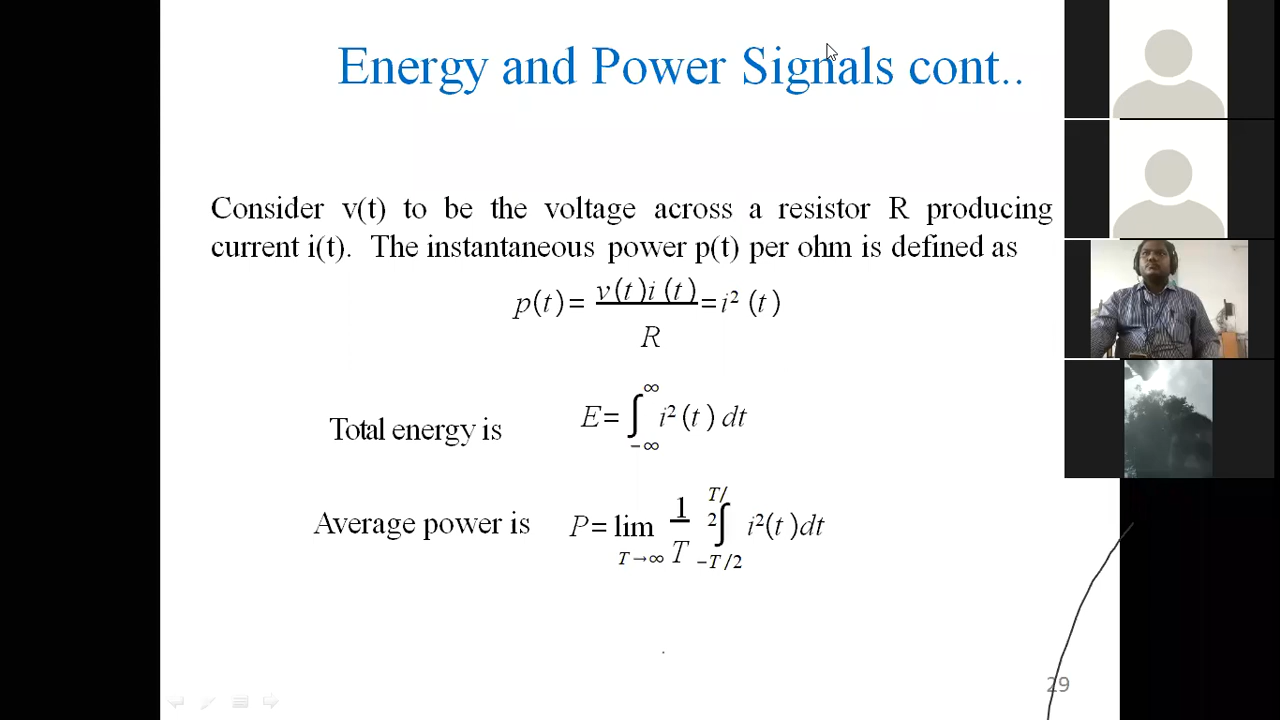 Energy and Power Signals cont..
Consider v(t) to be the voltage across a resistor R producing
current i(t). The instantaneous power p(t) per ohm is defined as
p(t)= v(t)i(t)/R =i² (t)
Total energy is E=∫_{−∞}^{∞} i²(t) dt
Average power is P=lim_{T→∞} 1/T ∫_{−T/2}^{T/2} i²(t)dt
29